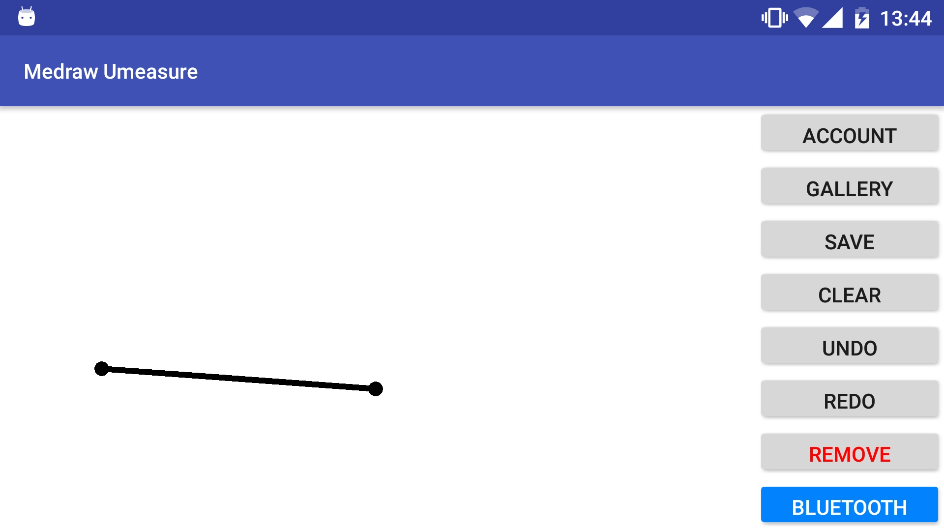 13:44
Medraw Umeasure
ACCOUNT
GALLERY
SAVE
CLEAR
UNDO
REDO
REMOVE
BLUETOOTH